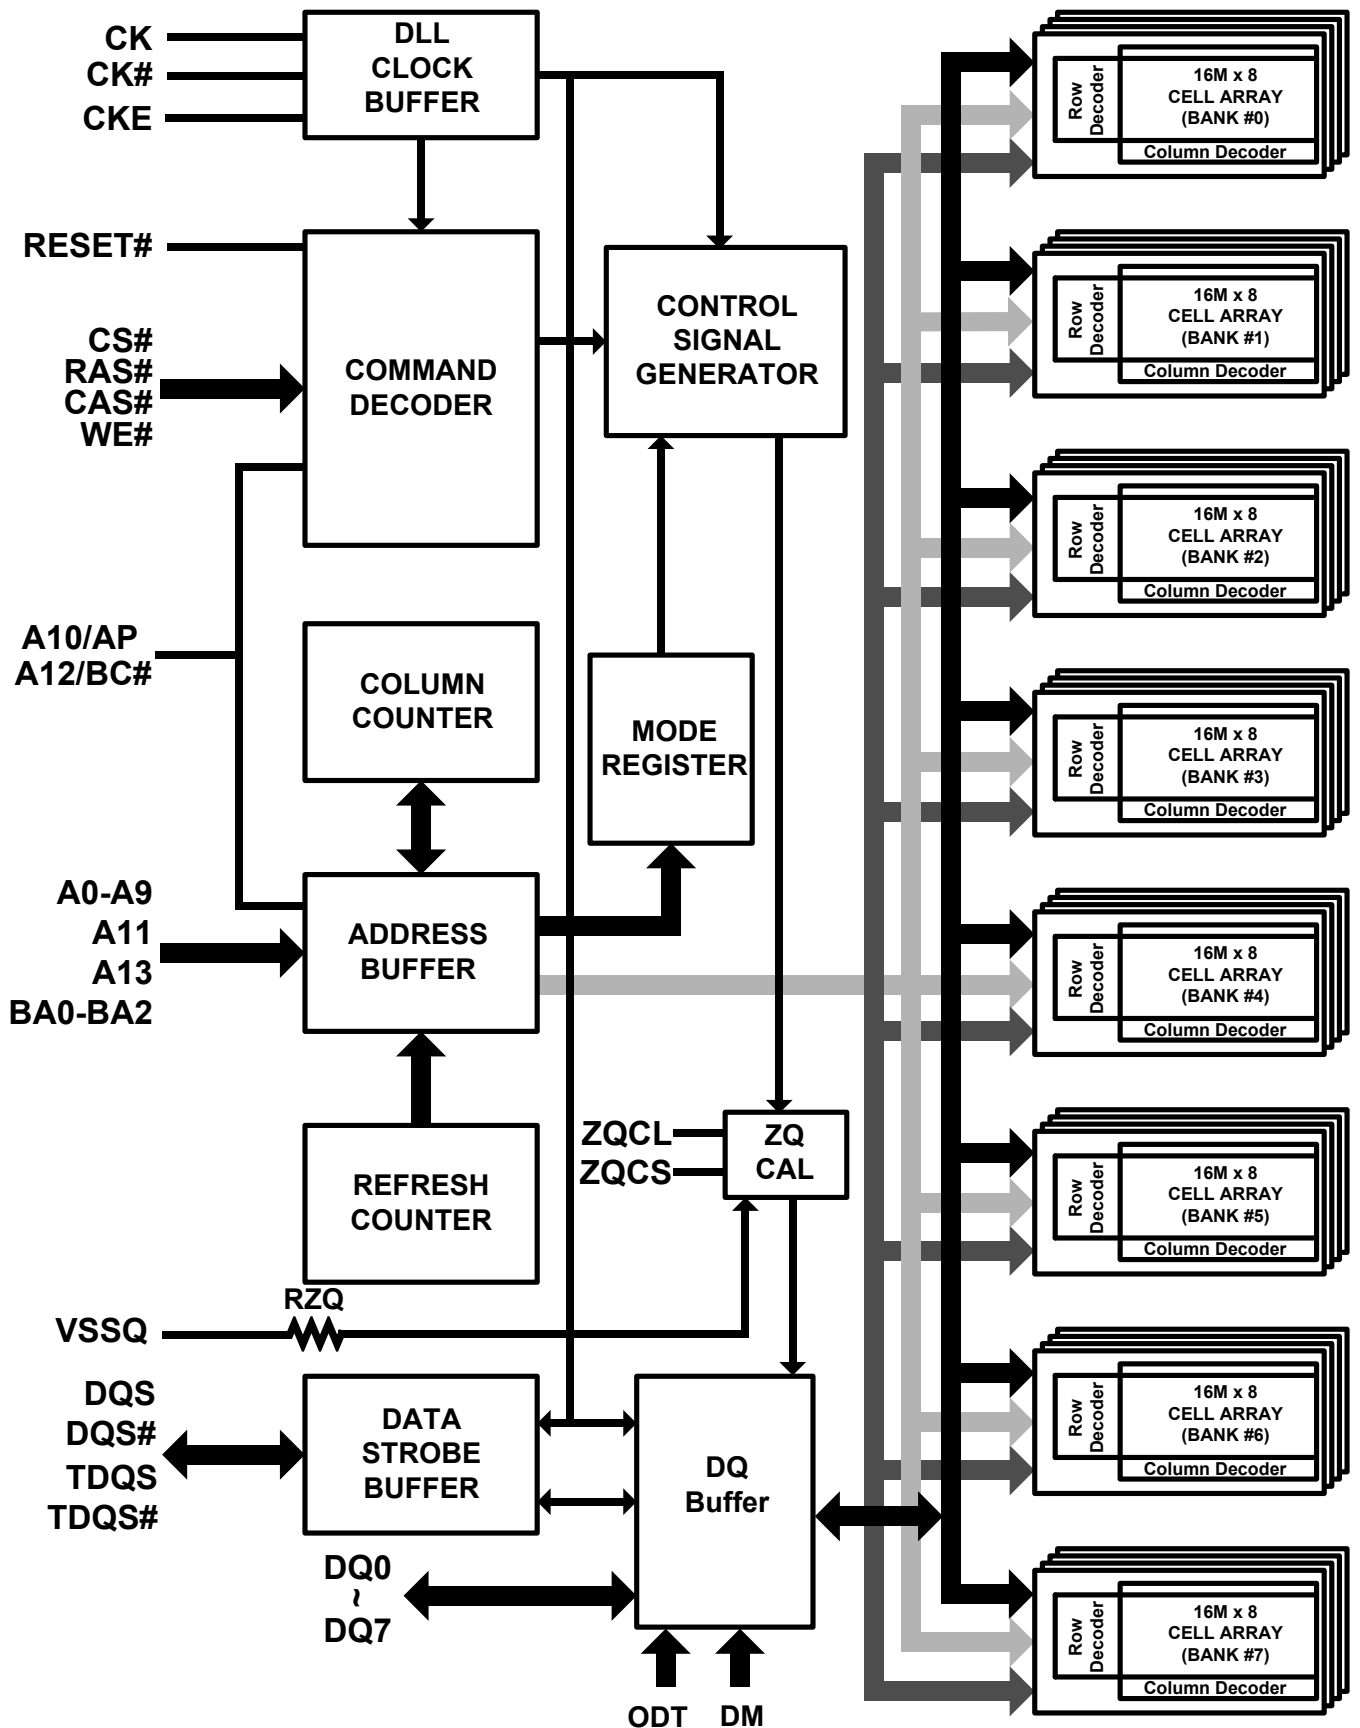 CK
CK#
CKE
DLL
CLOCK
BUFFER
RESET#
CS#
RAS#
CAS#
WE#
COMMAND
DECODER
CONTROL
SIGNAL
GENERATOR
A10/AP
A12/BC#
COLUMN
COUNTER
MODE
REGISTER
A0-A9
A11
A13
BA0-BA2
ADDRESS
BUFFER
REFRESH
COUNTER
ZQCL
ZQCS
ZQ
CAL
VSSQ
RZQ
DQS
DQS#
TDQS
TDQS#
DATA
STROBE
BUFFER
DQ
Buffer
DQ0
~
DQ7
ODT
DM
Row
Decoder
16M x 8
CELL ARRAY
(BANK #0)
Column Decoder
Row
Decoder
16M x 8
CELL ARRAY
(BANK #1)
Column Decoder
Row
Decoder
16M x 8
CELL ARRAY
(BANK #2)
Column Decoder
Row
Decoder
16M x 8
CELL ARRAY
(BANK #3)
Column Decoder
Row
Decoder
16M x 8
CELL ARRAY
(BANK #4)
Column Decoder
Row
Decoder
16M x 8
CELL ARRAY
(BANK #5)
Column Decoder
Row
Decoder
16M x 8
CELL ARRAY
(BANK #6)
Column Decoder
Row
Decoder
16M x 8
CELL ARRAY
(BANK #7)
Column Decoder